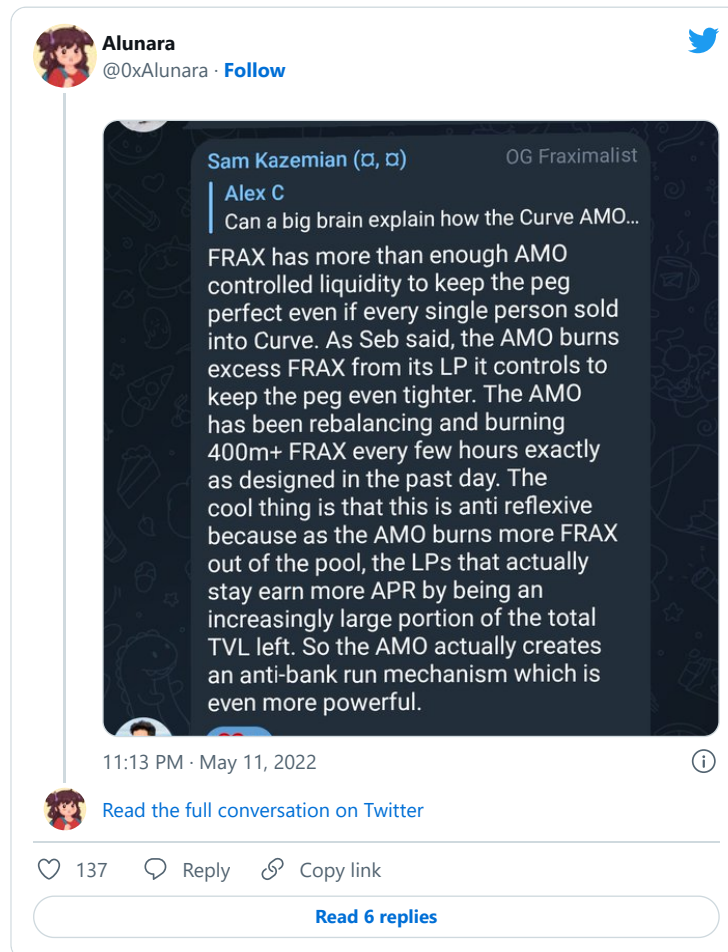 Alunara
@0xAlunara · Follow
Sam Kazemian (¤, ¤) OG Fraximalist
Alex C
Can a big brain explain how the Curve AMO...
FRAX has more than enough AMO
controlled liquidity to keep the peg
perfect even if every single person sold
into Curve. As Seb said, the AMO burns
excess FRAX from its LP it controls to
keep the peg even tighter. The AMO
has been rebalancing and burning
400m+ FRAX every few hours exactly
as designed in the past day. The
cool thing is that this is anti reflexive
because as the AMO burns more FRAX
out of the pool, the LPs that actually
stay earn more APR by being an
increasingly large portion of the total
TVL left. So the AMO actually creates
an anti-bank run mechanism which is
even more powerful.
11:13 PM · May 11, 2022
Read the full conversation on Twitter
137 Reply Copy link
Read 6 replies